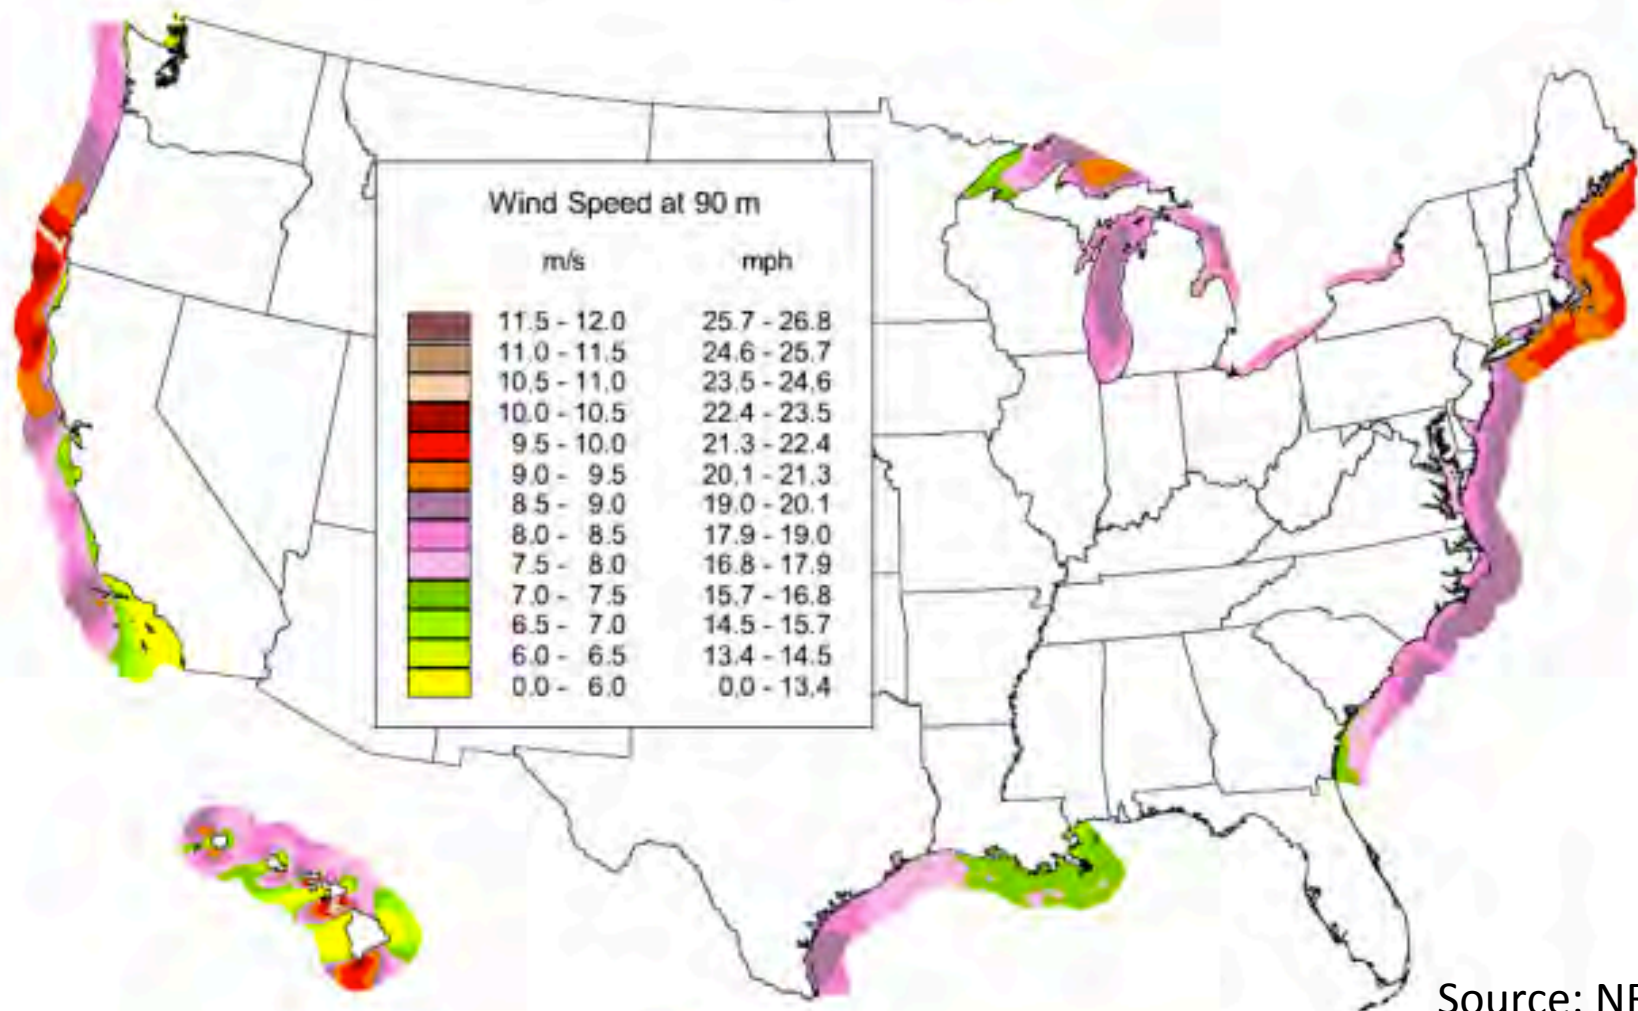 Wind Speed at 90 m
m/s mph
11.5 - 12.0 25.7 - 26.8
11.0 - 11.5 24.6 - 25.7
10.5 - 11.0 23.5 - 24.6
10.0 - 10.5 22.4 - 23.5
9.5 - 10.0 21.3 - 22.4
9.0 - 9.5 20.1 - 21.3
8.5 - 9.0 19.0 - 20.1
8.0 - 8.5 17.9 - 19.0
7.5 - 8.0 16.8 - 17.9
7.0 - 7.5 15.7 - 16.8
6.5 - 7.0 14.5 - 15.7
6.0 - 6.5 13.4 - 14.5
0.0 - 6.0 0.0 - 13.4
Source: